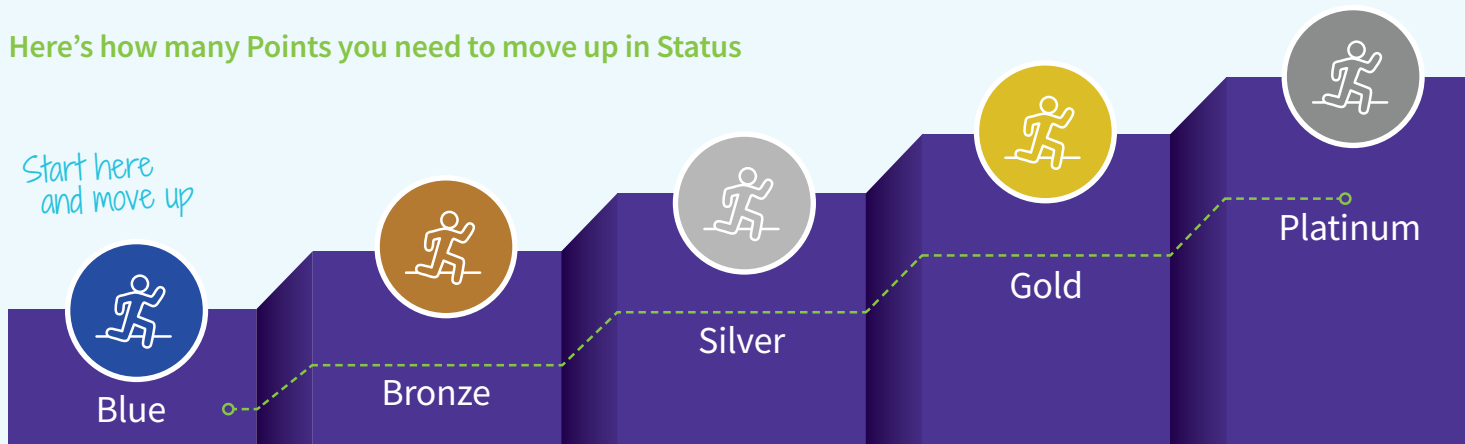 Here’s how many Points you need to move up in Status
Start here
and move up
Blue
Bronze
Silver
Gold
Platinum